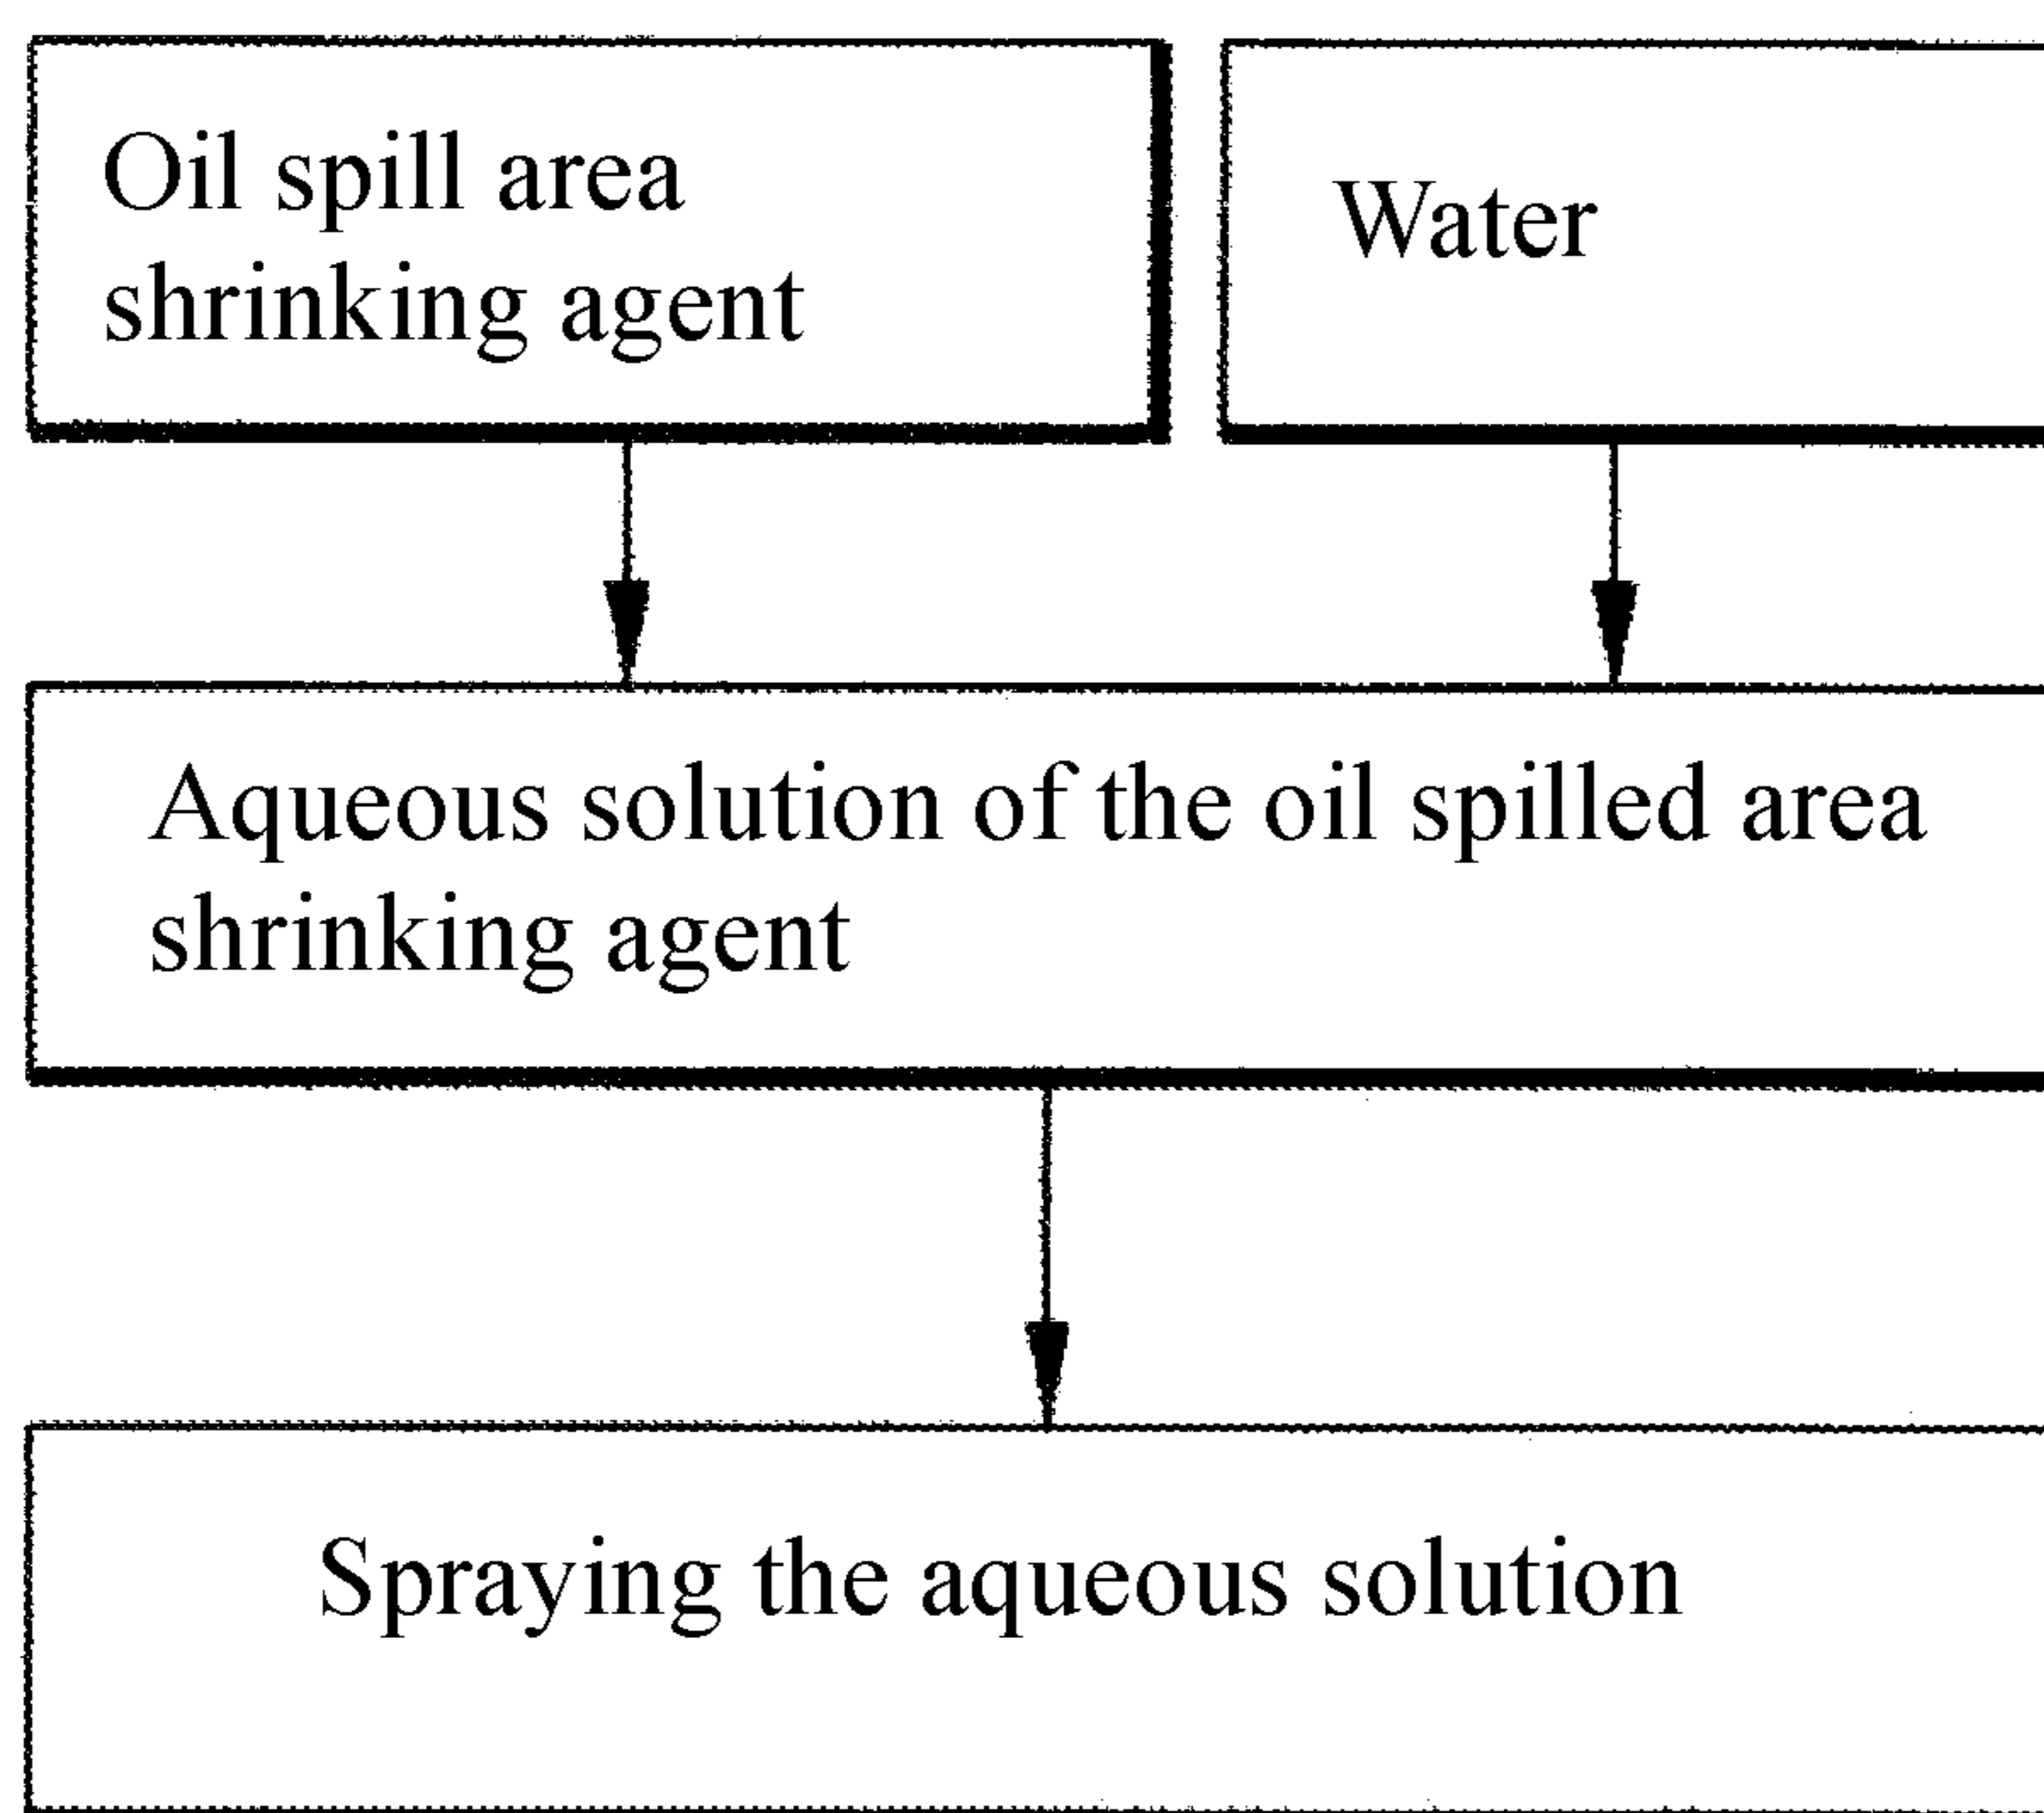 Oil spill area
shrinking agent
Water
Aqueous solution of the oil spilled area
shrinking agent
Spraying the aqueous solution